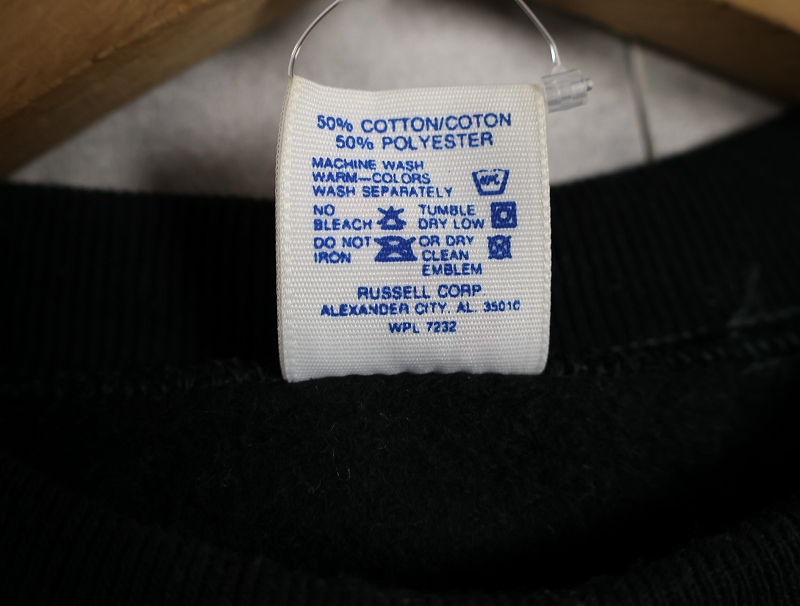 50% COTTON/COTON
50% POLYESTER
MACHINE WASH
WARM-COLORS
WASH SEPARATELY
NO
BLEACH
TUMBLE
DRY LOW
DO NOT
IRON
OR DRY
CLEAN
EMBLEM
RUSSELL CORP
ALEXANDER CITY, AL. 35010
WPL 7232